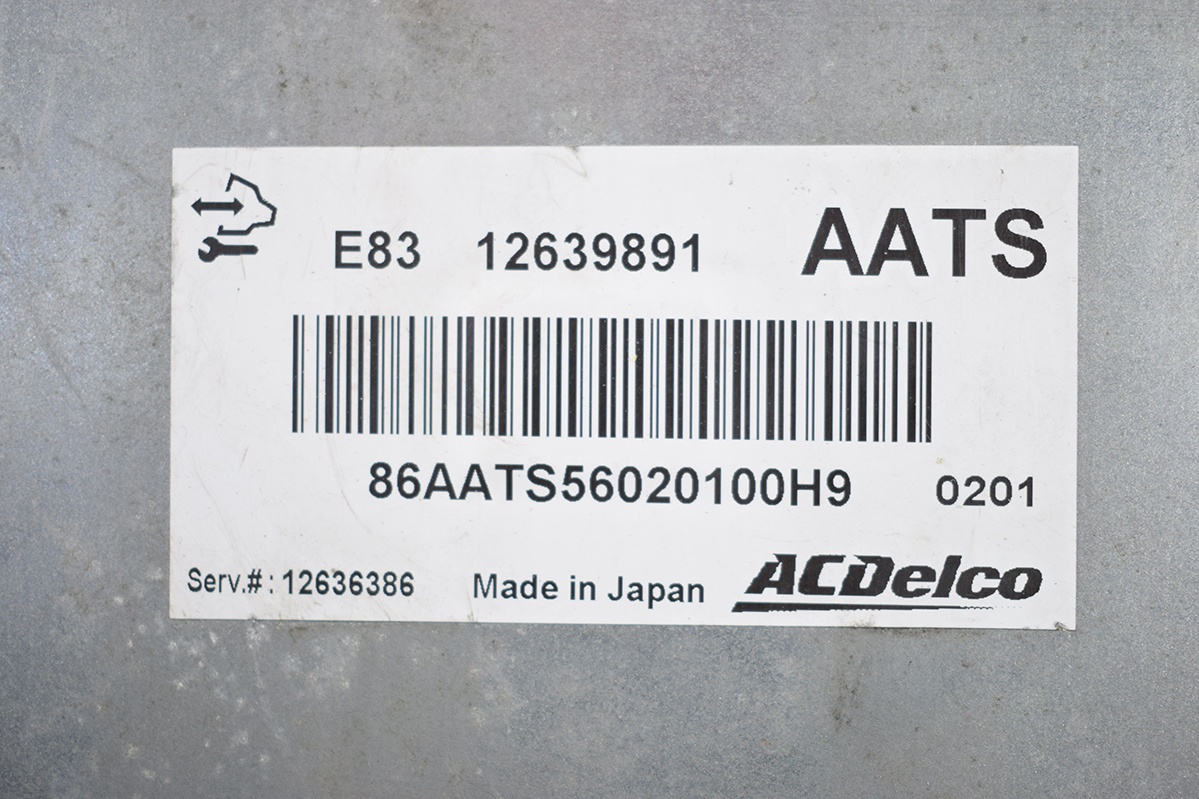 E83 12639891 AATS
86AATS56020100H9 0201
Serv.#: 12636386 Made in Japan ACDelco